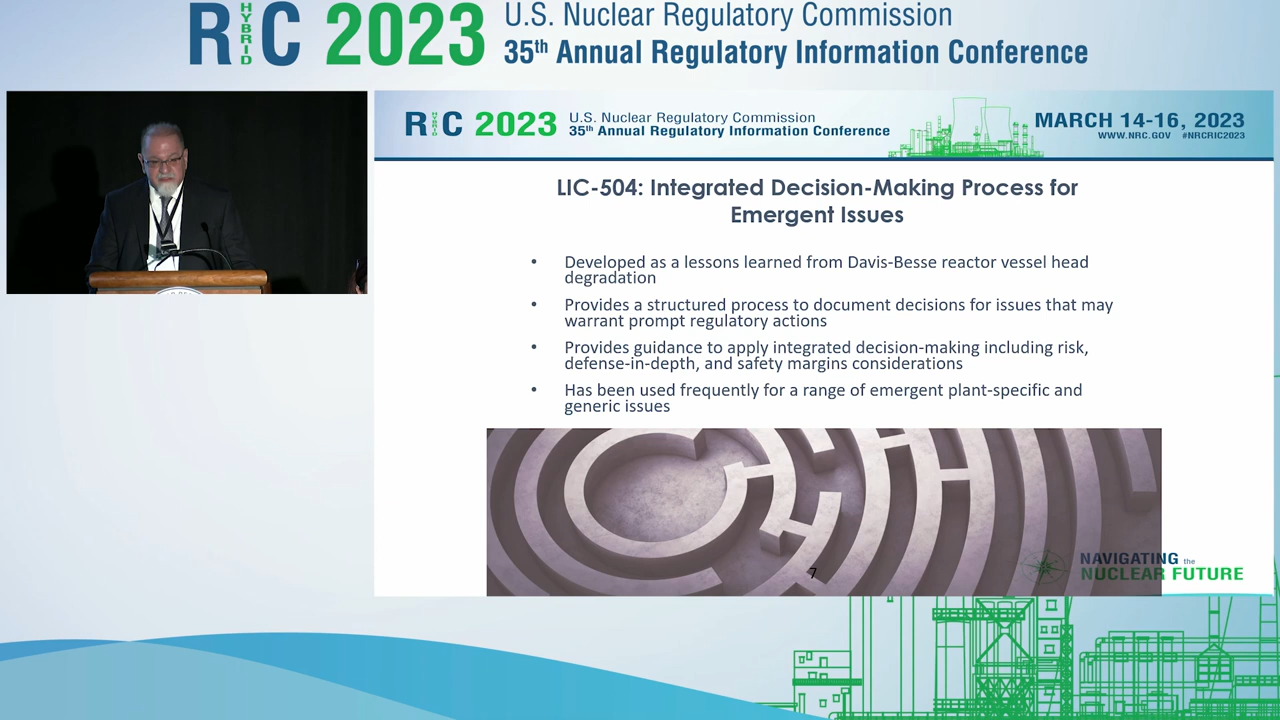 RIC 2023
HYBRID
U.S. Nuclear Regulatory Commission
35th Annual Regulatory Information Conference
RIC 2023
HYBRID
U.S. Nuclear Regulatory Commission
35th Annual Regulatory Information Conference
MARCH 14-16, 2023
WWW.NRC.GOV #NRCRIC2023
LIC-504: Integrated Decision-Making Process for
Emergent Issues
• Developed as a lessons learned from Davis-Besse reactor vessel head
degradation
• Provides a structured process to document decisions for issues that may
warrant prompt regulatory actions
• Provides guidance to apply integrated decision-making including risk,
defense-in-depth, and safety margins considerations
• Has been used frequently for a range of emergent plant-specific and
generic issues
7
NAVIGATING the
NUCLEAR FUTURE